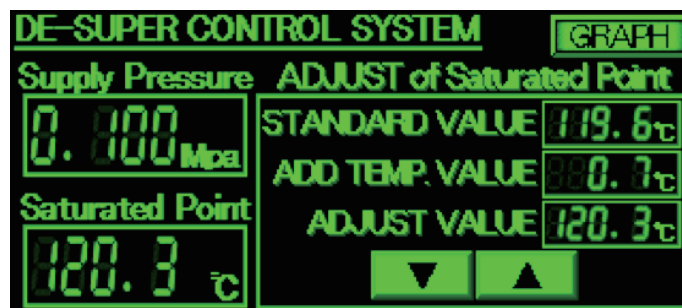 DE-SUPER CONTROL SYSTEM
GRAPH
Supply Pressure
0.100 Mpa
Saturated Point
120.3 ℃
ADJUST of Saturated Point
STANDARD VALUE 119.6 ℃
ADD TEMP. VALUE 0.7 ℃
ADJUST VALUE 120.3 ℃
▼ ▲